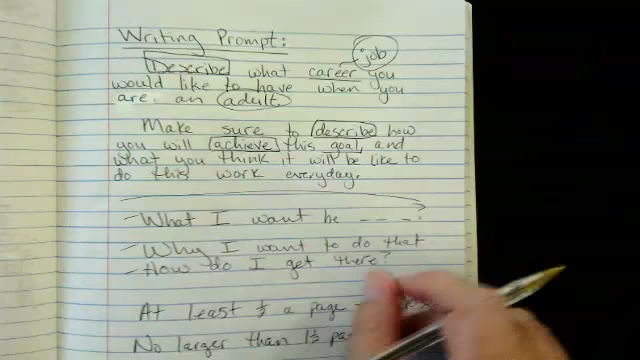 Writing Prompt:
job
Describe what career you
would like to have when you
are an adult.
Make sure to describe how
you will achieve this goal, and
what you think it will be like to
do this work everyday.
- What I want be _ _ _ ?
- Why I want to do that
- How do I get there?
At least ½ a page -
No larger than 1½